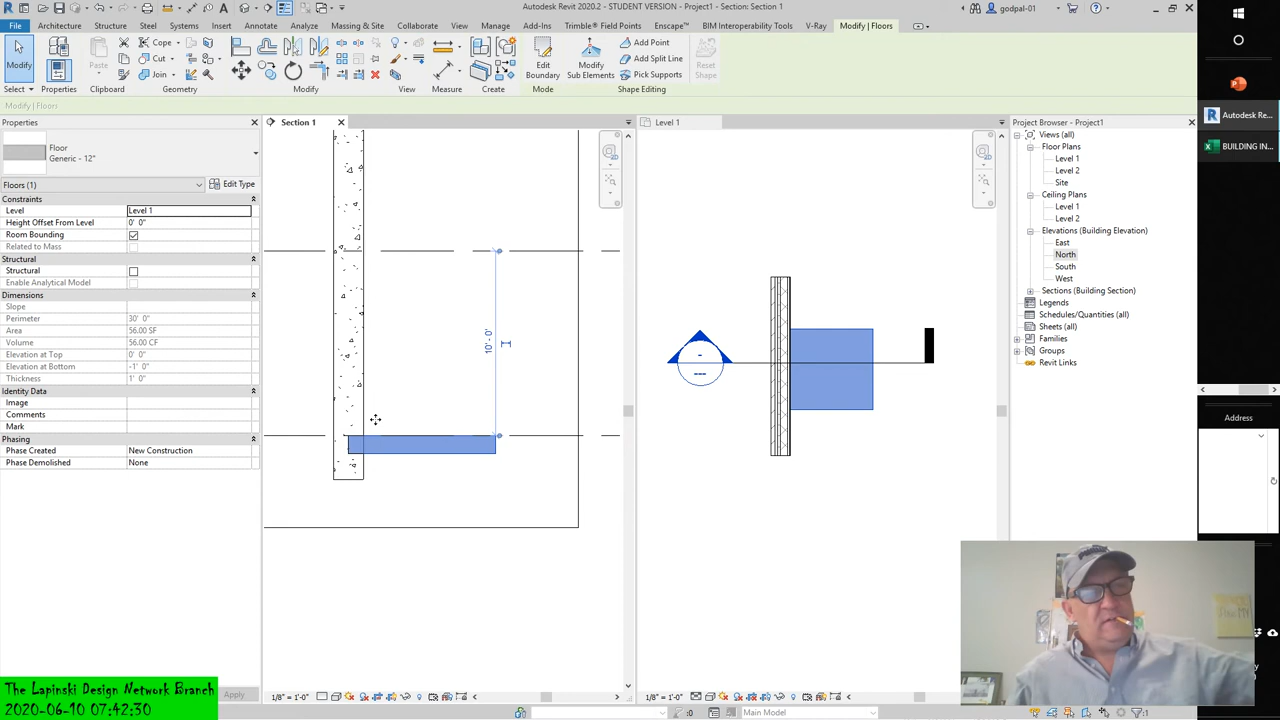 Autodesk Revit 2020.2 - STUDENT VERSION - Project1 - Section: Section 1
godpal-01
File Architecture Structure Steel Systems Insert Annotate Analyze Massing & Site Collaborate View Manage Add-Ins Trimble® Field Points Enscape™ BIM Interoperability Tools V-Ray Modify | Floors
Modify
Properties
Paste
Cope
Cut
Join
Edit Boundary
Modify Sub Elements
Add Point
Add Split Line
Pick Supports
Reset Shape
Select Properties Clipboard Geometry Modify View Measure Create Mode Shape Editing
Modify | Floors
Properties
Floor
Generic - 12"
Floors (1)
Edit Type
Constraints
Level Level 1
Height Offset From Level 0' 0"
Room Bounding
Related to Mass
Structural
Structural
Enable Analytical Model
Dimensions
Slope
Perimeter 30' 0"
Area 56.00 SF
Volume 56.00 CF
Elevation at Top 0' 0"
Elevation at Bottom -1' 0"
Thickness 1' 0"
Identity Data
Image
Comments
Mark
Phasing
Phase Created New Construction
Phase Demolished None
Apply
Section 1
10' - 0"
1/8" = 1'-0"
Level 1
1/8" = 1'-0"
:0
Main Model
:1
Project Browser - Project1
Views (all)
Floor Plans
Level 1
Level 2
Site
Ceiling Plans
Level 1
Level 2
Elevations (Building Elevation)
East
North
South
West
Sections (Building Section)
Legends
Schedules/Quantities (all)
Sheets (all)
Families
Groups
Revit Links
Autodesk Re...
BUILDING IN...
Address
The Lapinski Design Network Branch
2020-06-10 07:42:30